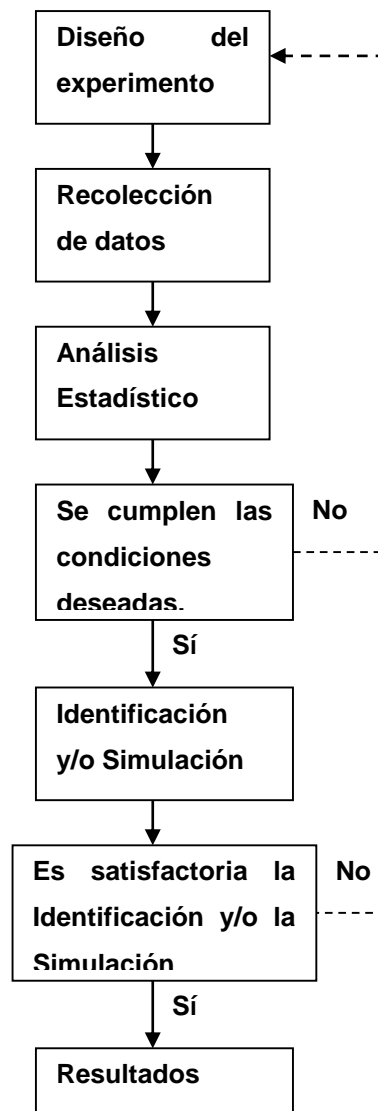 Diseño del
experimento
Recolección
de datos
Análisis
Estadístico
Se cumplen las
condiciones
deseadas.
No
Sí
Identificación
y/o Simulación
Es satisfactoria la
Identificación y/o la
Simulación
No
Sí
Resultados